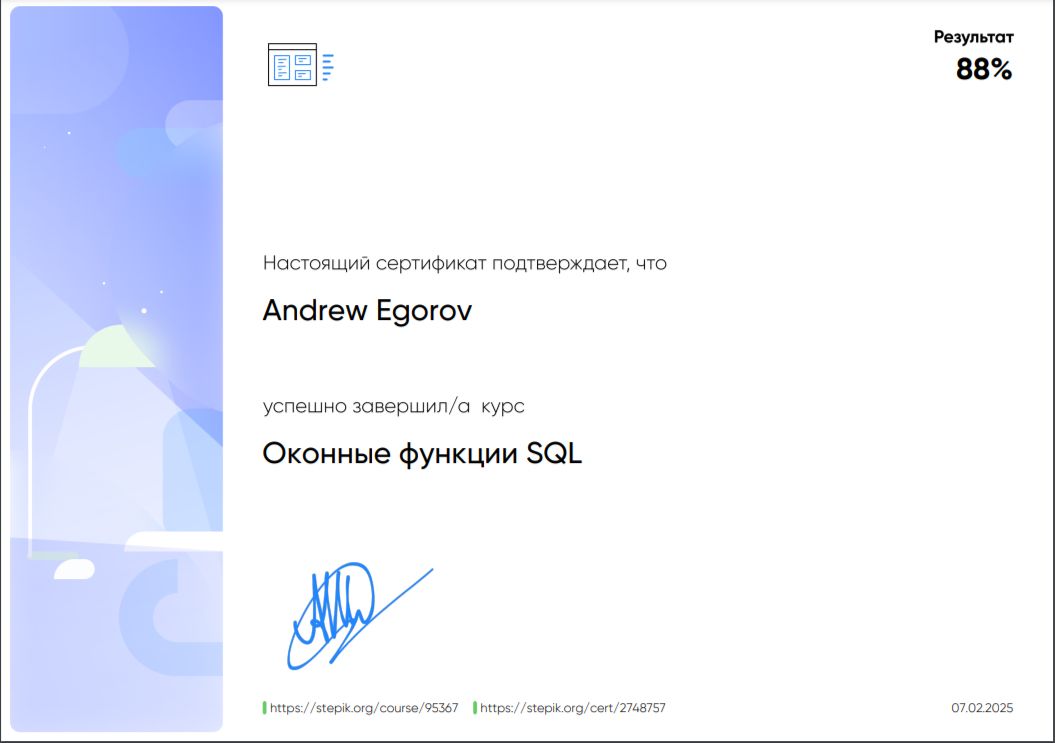 Результат
88%
Настоящий сертификат подтверждает, что
Andrew Egorov
успешно завершил/а курс
Оконные функции SQL
https://stepik.org/course/95367 https://stepik.org/cert/2748757
07.02.2025